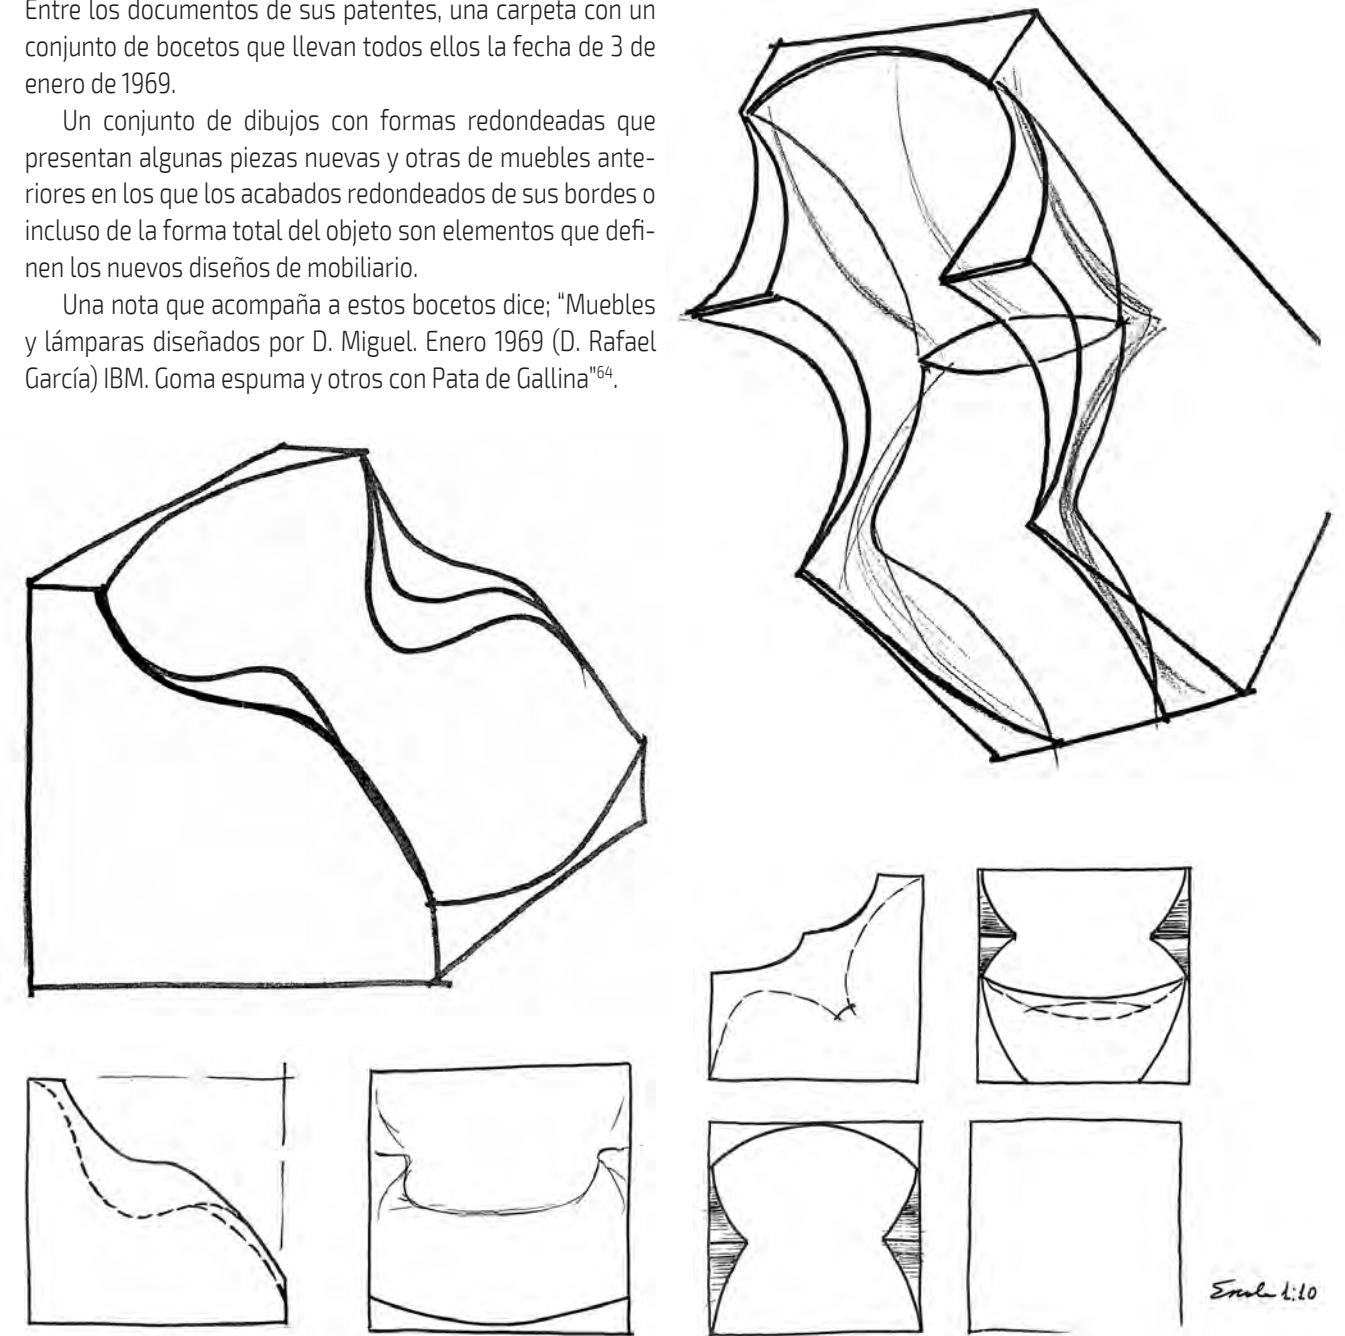 Entre los documentos de sus patentes, una carpeta con un
conjunto de bocetos que llevan todos ellos la fecha de 3 de
enero de 1969.
Un conjunto de dibujos con formas redondeadas que
presentan algunas piezas nuevas y otras de muebles ante-
riores en los que los acabados redondeados de sus bordes o
incluso de la forma total del objeto son elementos que defi-
nen los nuevos diseños de mobiliario.
Una nota que acompaña a estos bocetos dice; “Muebles
y lámparas diseñados por D. Miguel. Enero 1969 (D. Rafael
García) IBM. Goma espuma y otros con Pata de Gallina"64.
Escala 1:10